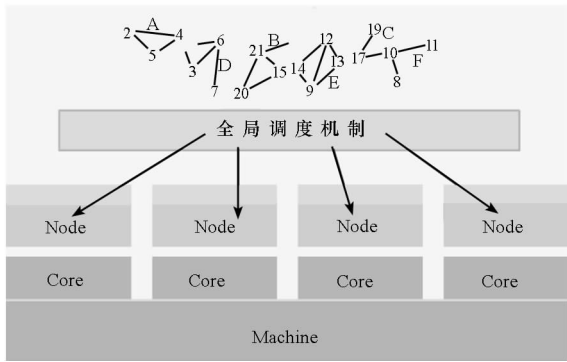 2 A 4 5
6 3 D 7
21 B 15 20
12 14 13 9 E
19 C 17 10 11 F 8
全局调度机制
Node Node Node Node
Core Core Core Core
Machine